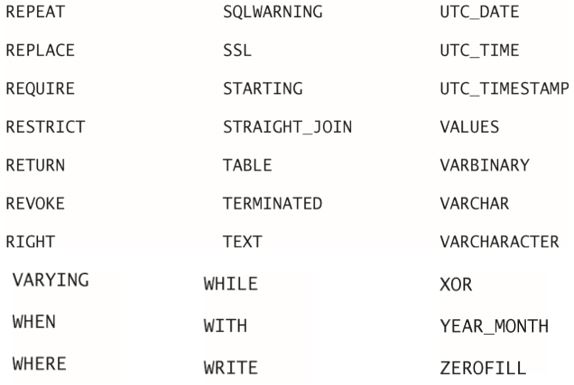 REPEAT SQLWARNING UTC_DATE
REPLACE SSL UTC_TIME
REQUIRE STARTING UTC_TIMESTAMP
RESTRICT STRAIGHT_JOIN VALUES
RETURN TABLE VARBINARY
REVOKE TERMINATED VARCHAR
RIGHT TEXT VARCHARACTER
VARYING WHILE XOR
WHEN WITH YEAR_MONTH
WHERE WRITE ZEROFILL